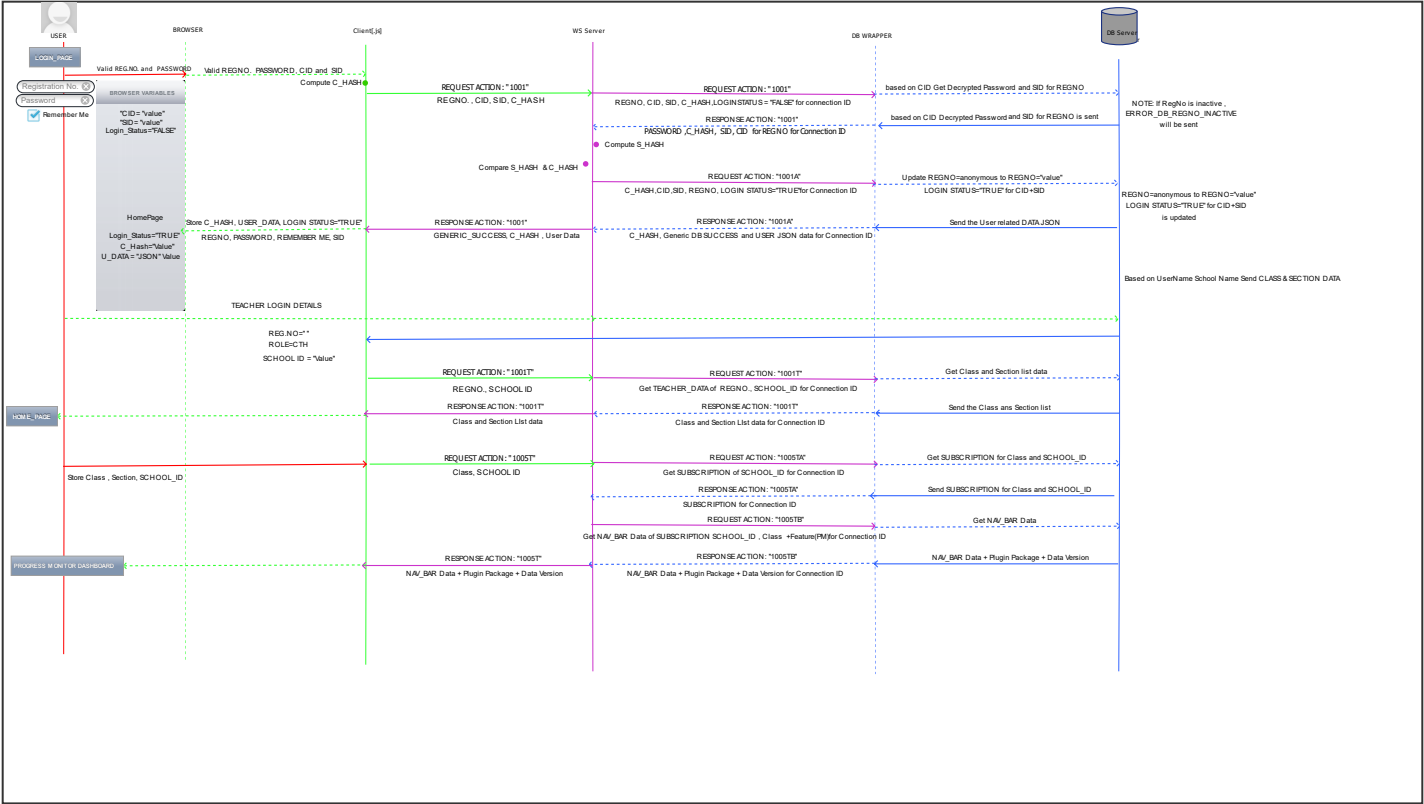 USER
BROWSER
Client[.js]
WS Server
DB WRAPPER
DB Server
LOGIN_PAGE
Valid REG.NO. and PASSWORD
Valid REGNO. PASSWORD, CID and SID
Compute C_HASH
Registration No.
Password
Remember Me
BROWSER VARIABLES
"CID= "value"
"SID= "value"
Login_Status="FALSE"
REQUEST ACTION: "1001"
REGNO. , CID, SID, C_HASH
REQUEST ACTION: "1001"
REGNO, CID, SID, C_HASH,LOGIN STATUS = "FALSE" for connection ID
based on CID Get Decrypted Password and SID for REGNO
NOTE: If RegNo is inactive ,
ERROR_DB_REGNO_INACTIVE
will be sent
RESPONSE ACTION: "1001"
PASSWORD ,C_HASH, SID, CID for REGNO for Connection ID
based on CID Decrypted Password and SID for REGNO is sent
Compute S_HASH
Compare S_HASH & C_HASH
REQUEST ACTION: "1001A"
C_HASH,CID,SID, REGNO, LOGIN STATUS="TRUE"for Connection ID
Update REGNO=anonymous to REGNO="value"
LOGIN STATUS="TRUE" for CID+SID
REGNO=anonymous to REGNO="value"
LOGIN STATUS="TRUE" for CID+SID
is updated
HomePage
Login_Status="TRUE"
C_Hash="Value"
U_DATA= "JSON" Value
Store C_HASH, USER_DATA, LOGIN STATUS="TRUE"
REGNO, PASSWORD, REMEMBER ME, SID
RESPONSE ACTION: "1001"
GENERIC_SUCCESS, C_HASH , User Data
RESPONSE ACTION: "1001A"
C_HASH, Generic DB SUCCESS and USER JSON data for Connection ID
Send the User related DATA JSON
Based on UserName School Name Send CLASS & SECTION DATA
TEACHER LOGIN DETAILS
REG.NO=" "
ROLE=CTH
SCHOOL ID = "Value"
REQUEST ACTION: "1001T"
REGNO., SCHOOL ID
REQUEST ACTION: "1001T"
Get TEACHER_DATA of REGNO., SCHOOL_ID for Connection ID
Get Class and Section list data
HOME_PAGE
RESPONSE ACTION: "1001T"
Class and Section LIst data
RESPONSE ACTION: "1001T"
Class and Section LIst data for Connection ID
Send the Class ans Section list
Store Class , Section, SCHOOL_ID
REQUEST ACTION: "1005T"
Class, SCHOOL ID
REQUEST ACTION: "1005TA"
Get SUBSCRIPTION of SCHOOL_ID for Connection ID
Get SUBSCRIPTION for Class and SCHOOL_ID
RESPONSE ACTION: "1005TA"
SUBSCRIPTION for Connection ID
Send SUBSCRIPTION for Class and SCHOOL_ID
REQUEST ACTION: "1005TB"
Get NAV_BAR Data of SUBSCRIPTION SCHOOL_ID , Class +Feature(PM)for Connection ID
Get NAV_BAR Data
PROGRESS MONITOR DASHBOARD
RESPONSE ACTION: "1005T"
NAV_BAR Data + Plugin Package + Data Version
RESPONSE ACTION: "1005TB"
NAV_BAR Data + Plugin Package + Data Version for Connection ID
NAV_BAR Data + Plugin Package + Data Version